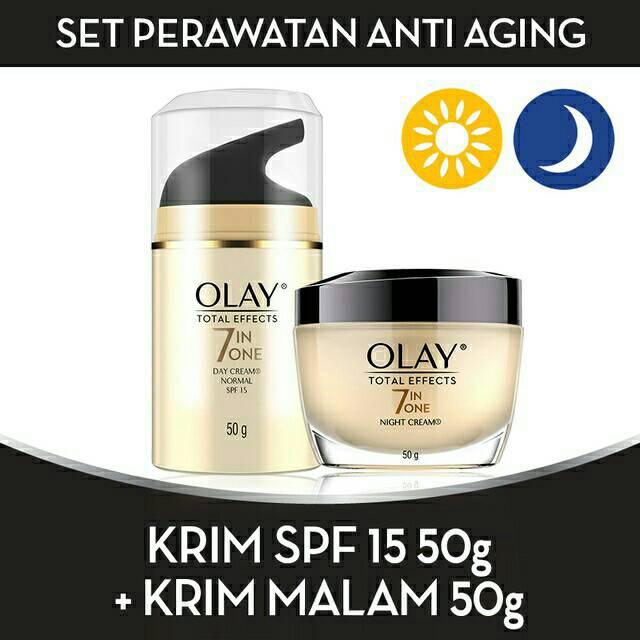 SET PERAWATAN ANTI AGING
OLAY®
TOTAL EFFECTS
7 IN ONE
DAY CREAM®
NORMAL
SPF 15
50 g
OLAY®
TOTAL EFFECTS
7 IN ONE
NIGHT CREAM®
50 g
KRIM SPF 15 50g
+ KRIM MALAM 50g